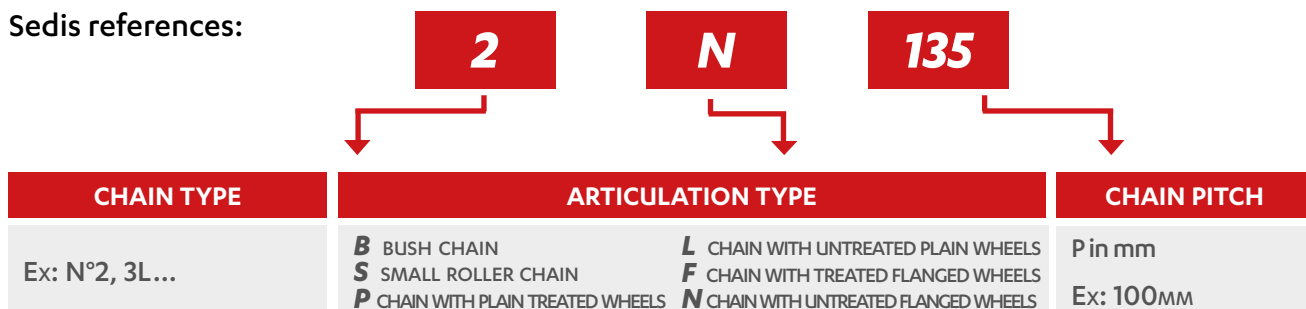 Sedis references:
2 N 135
CHAIN TYPE ARTICULATION TYPE CHAIN PITCH
Ex: N°2, 3L...
B BUSH CHAIN
S SMALL ROLLER CHAIN
P CHAIN WITH PLAIN TREATED WHEELS
L CHAIN WITH UNTREATED PLAIN WHEELS
F CHAIN WITH TREATED FLANGED WHEELS
N CHAIN WITH UNTREATED FLANGED WHEELS
P in mm
Ex: 100MM